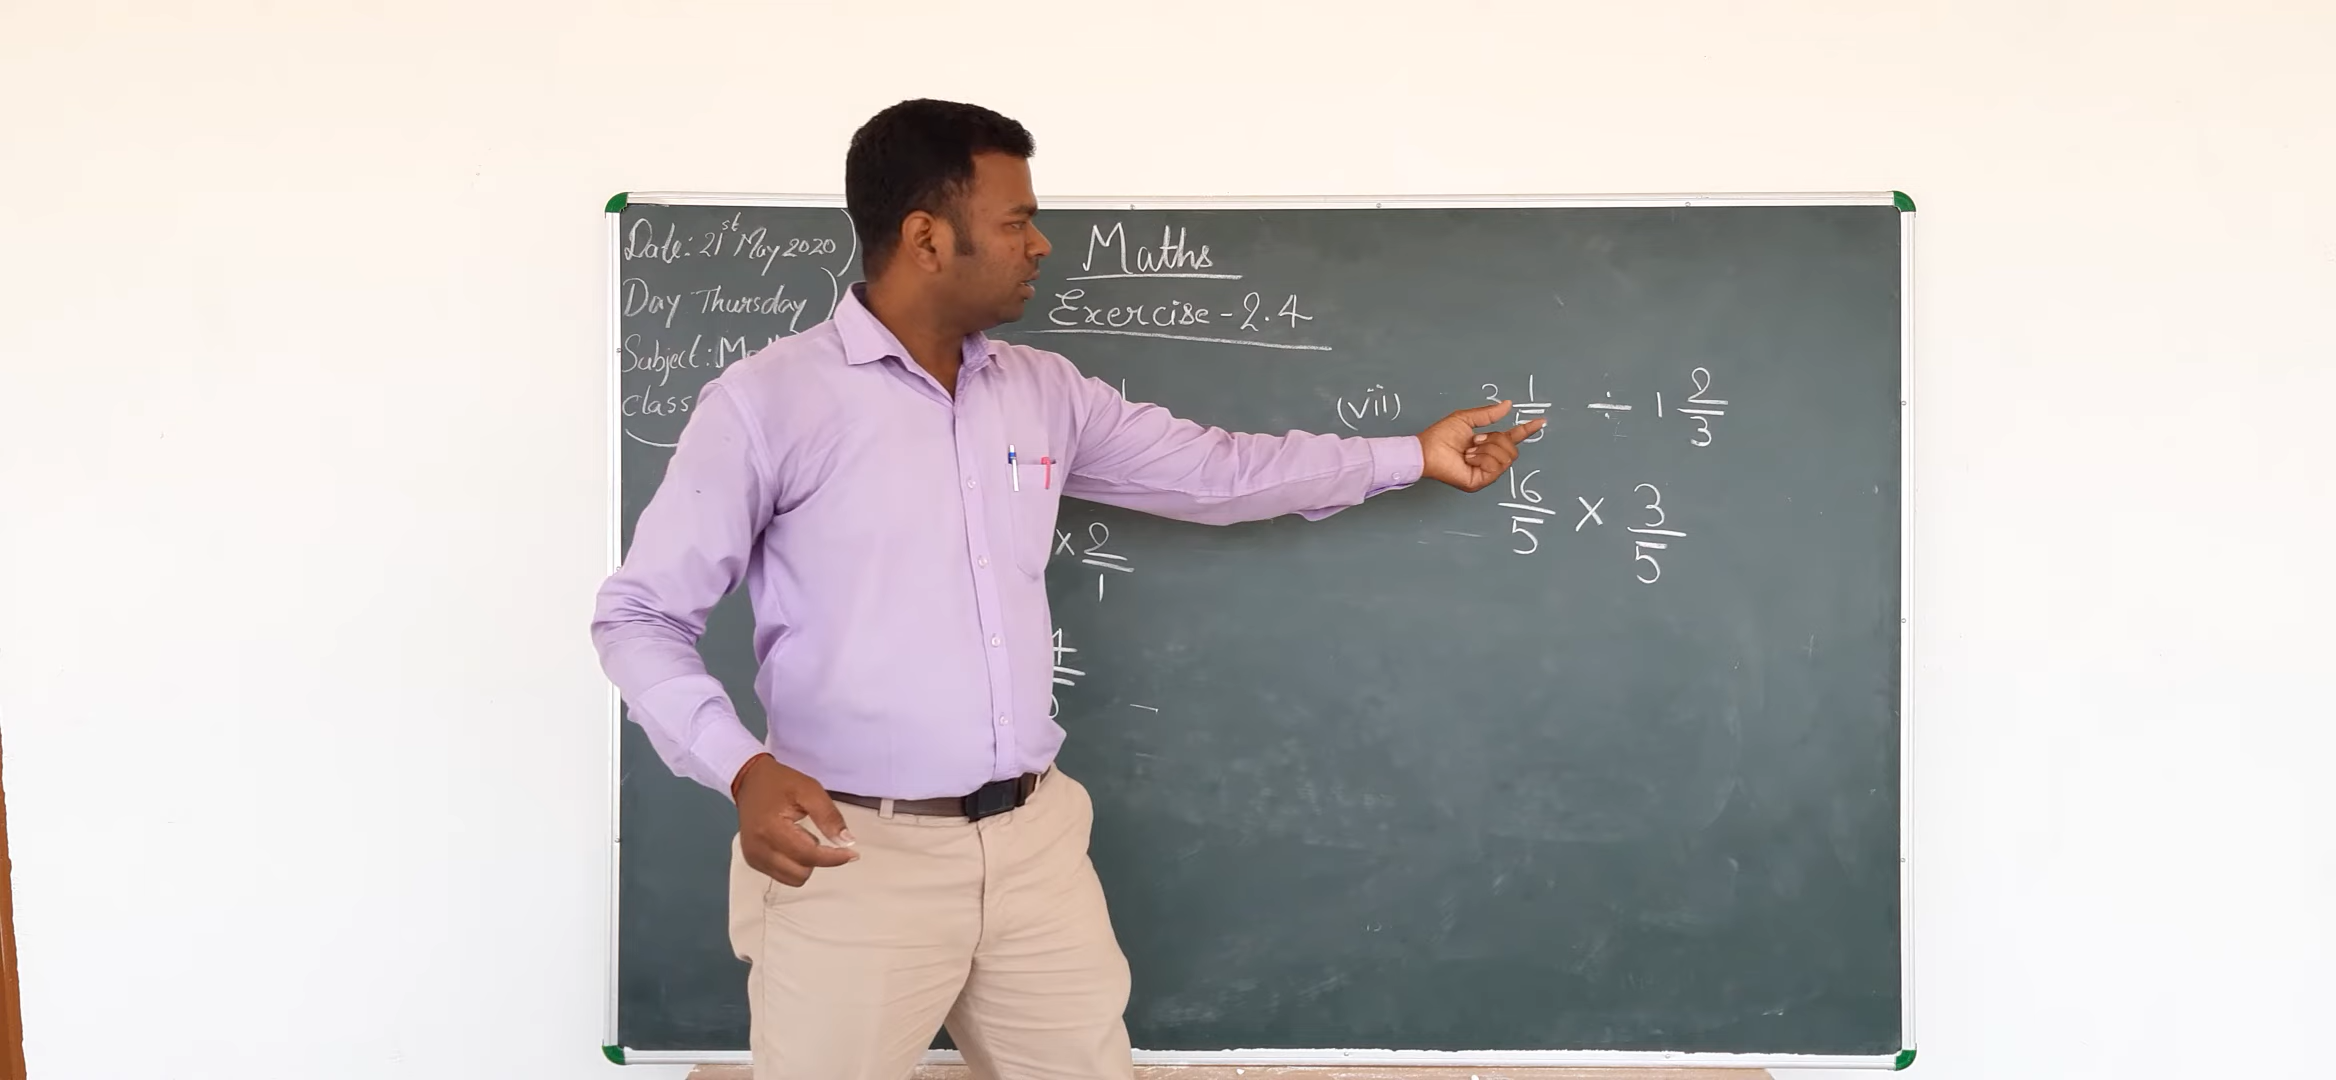 Date: 21st May 2020)
Day Thursday)
Subject: M
class
Maths
Exercise - 2.4
(vii) 3 1/5 ÷ 1 2/3
16/5 × 3/5
× 2/1